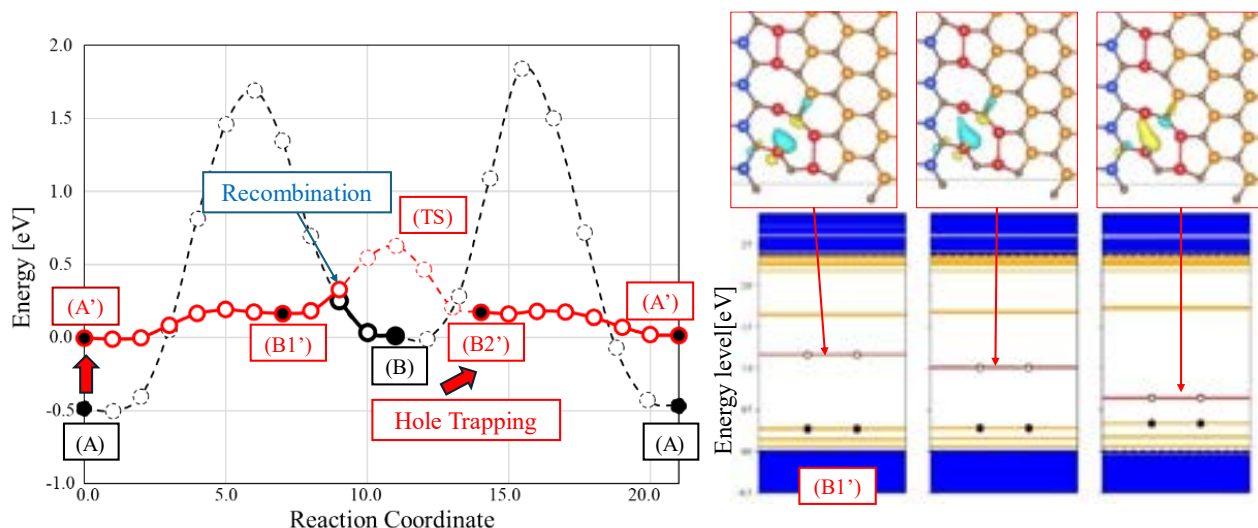 2.0
1.5
1.0
0.5
0.0
-0.5
-1.0
Energy [eV]
0.0
5.0
10.0
15.0
20.0
Reaction Coordinate
Recombination
(TS)
(A’)
(A’)
(B1’)
(B)
(B2’)
Hole Trapping
(A)
(A)
Energy level[eV]
(B1’)